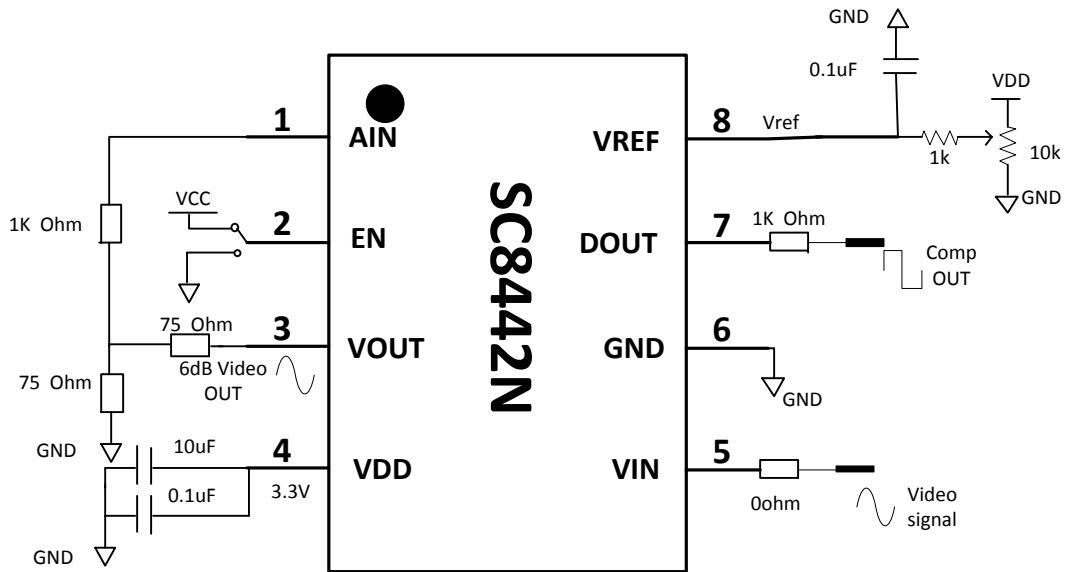 GND
0.1uF
VDD
1
AIN
VREF
8
Vref
1k
10k
GND
1K Ohm
VCC
2
EN
SC8442N
DOUT
7
1K Ohm
Comp
OUT
75 Ohm
3
VOUT
6dB Video
OUT
GND
6
GND
75 Ohm
GND
10uF
4
VDD
3.3V
0.1uF
GND
VIN
5
0ohm
Video
signal